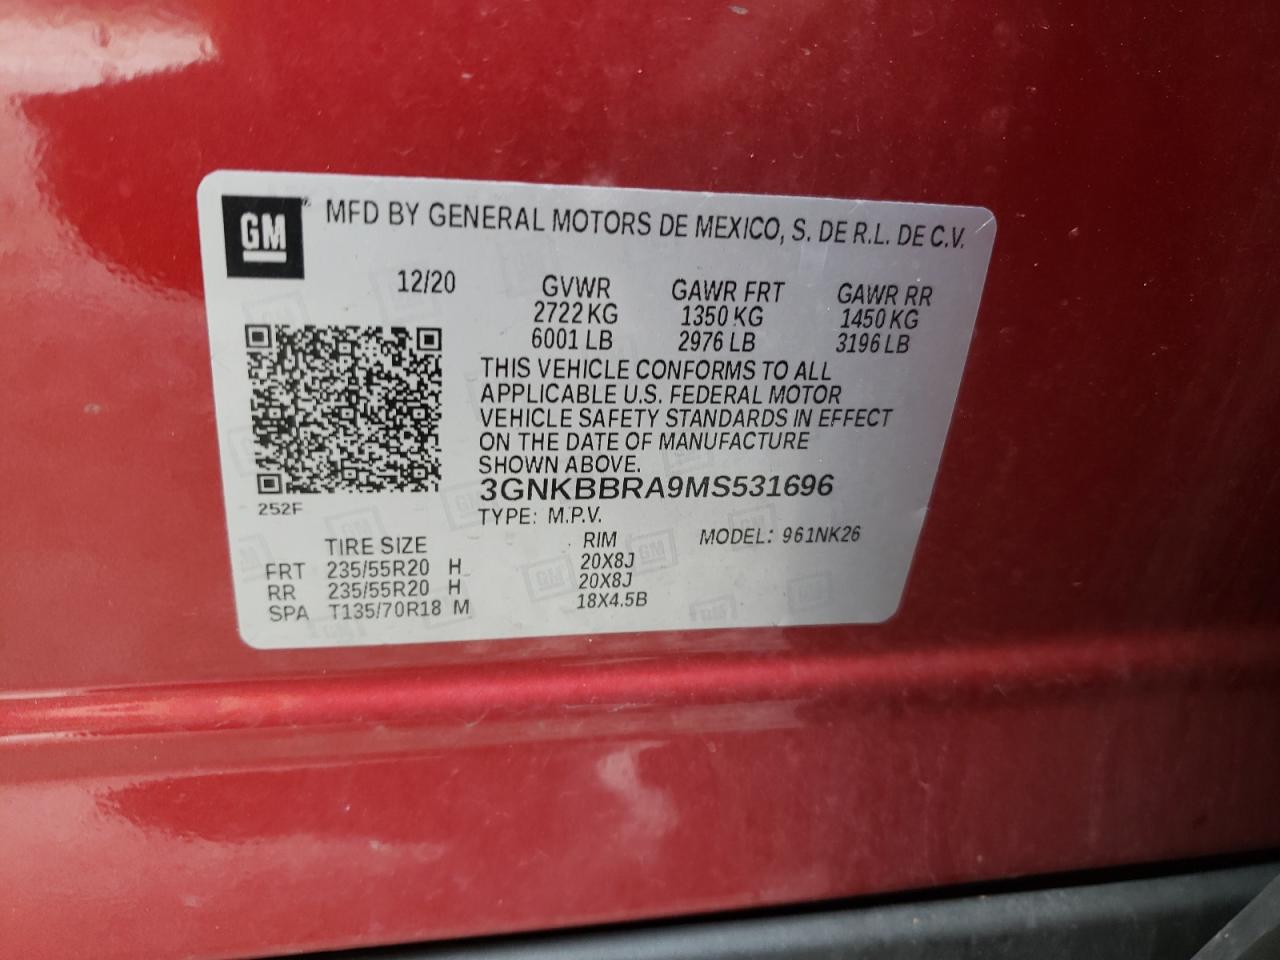 GM MFD BY GENERAL MOTORS DE MEXICO, S. DE R.L. DE C.V.
12/20 GVWR GAWR FRT GAWR RR
2722 KG 1350 KG 1450 KG
6001 LB 2976 LB 3196 LB
THIS VEHICLE CONFORMS TO ALL
APPLICABLE U.S. FEDERAL MOTOR
VEHICLE SAFETY STANDARDS IN EFFECT
ON THE DATE OF MANUFACTURE
SHOWN ABOVE.
3GNKBBRA9MS531696
252F
TYPE: M.P.V.
TIRE SIZE RIM MODEL: 961NK26
FRT 235/55R20 H 20X8J
RR 235/55R20 H 20X8J
SPA T135/70R18 M 18X4.5B